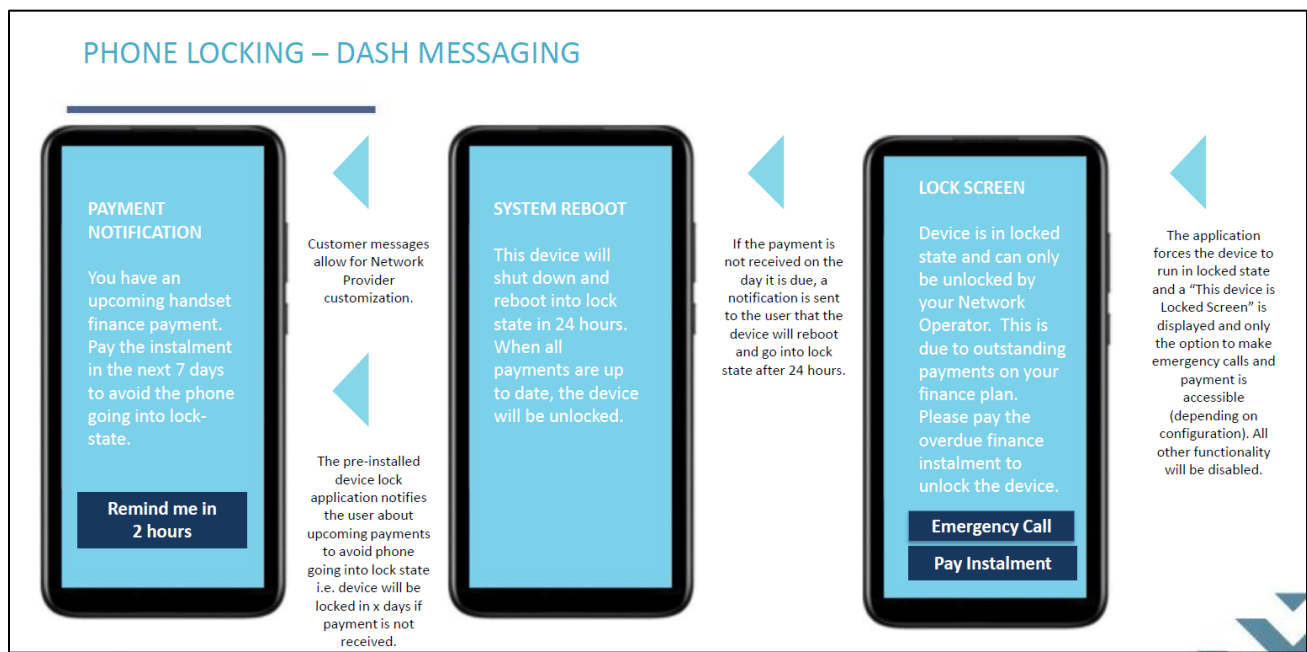 PHONE LOCKING – DASH MESSAGING
PAYMENT
NOTIFICATION
You have an
upcoming handset
finance payment.
Pay the instalment
in the next 7 days
to avoid the phone
going into lock-
state.
Remind me in
2 hours
Customer messages
allow for Network
Provider
customization.
The pre-installed
device lock
application notifies
the user about
upcoming payments
to avoid phone
going into lock state
i.e. device will be
locked in x days if
payment is not
received.
SYSTEM REBOOT
This device will
shut down and
reboot into lock
state in 24 hours.
When all
payments are up
to date, the device
will be unlocked.
If the payment is
not received on the
day it is due, a
notification is sent
to the user that the
device will reboot
and go into lock
state after 24 hours.
LOCK SCREEN
Device is in locked
state and can only
be unlocked by
your Network
Operator.  This is
due to outstanding
payments on your
finance plan.
Please pay the
overdue finance
instalment to
unlock the device.
Emergency Call
Pay Instalment
The application
forces the device to
run in locked state
and a “This device is
Locked Screen” is
displayed and only
the option to make
emergency calls and
payment is
accessible
(depending on
configuration). All
other functionality
will be disabled.